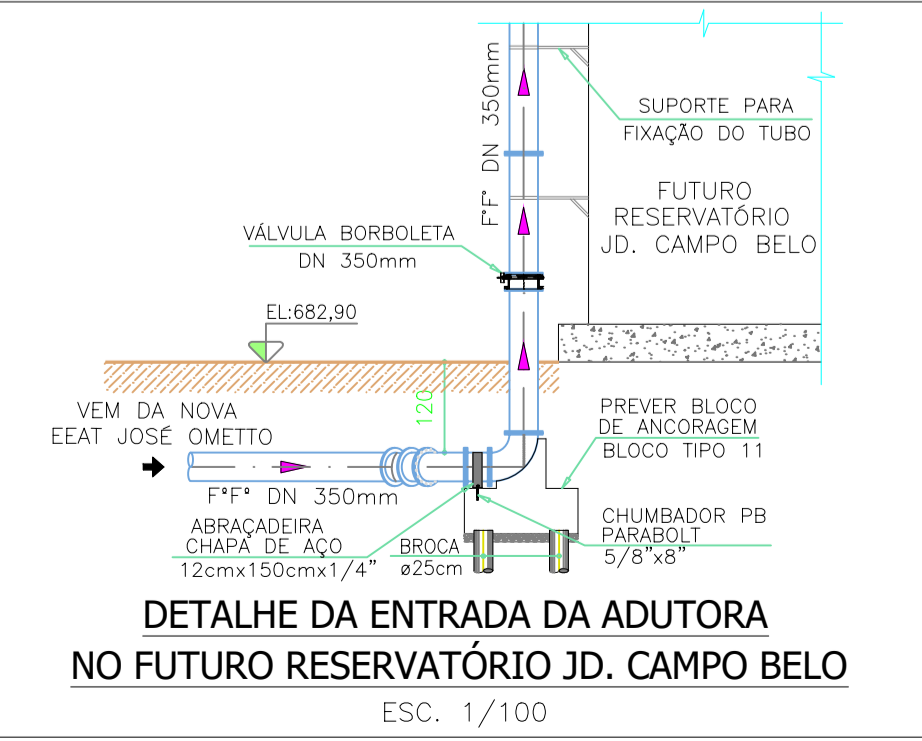 F°F° DN 350mm
SUPORTE PARA
FIXAÇÃO DO TUBO
FUTURO
RESERVATÓRIO
JD. CAMPO BELO
VÁLVULA BORBOLETA
DN 350mm
EL:682,90
120
VEM DA NOVA
EEAT JOSÉ OMETTO
PREVER BLOCO
DE ANCORAGEM
BLOCO TIPO 11
FºFº DN 350mm
ABRAÇADEIRA
CHAPA DE AÇO
12cmx150cmx1/4"
BROCA
ø25cm
CHUMBADOR PB
PARABOLT
5/8"x8"
DETALHE DA ENTRADA DA ADUTORA
NO FUTURO RESERVATÓRIO JD. CAMPO BELO
ESC. 1/100